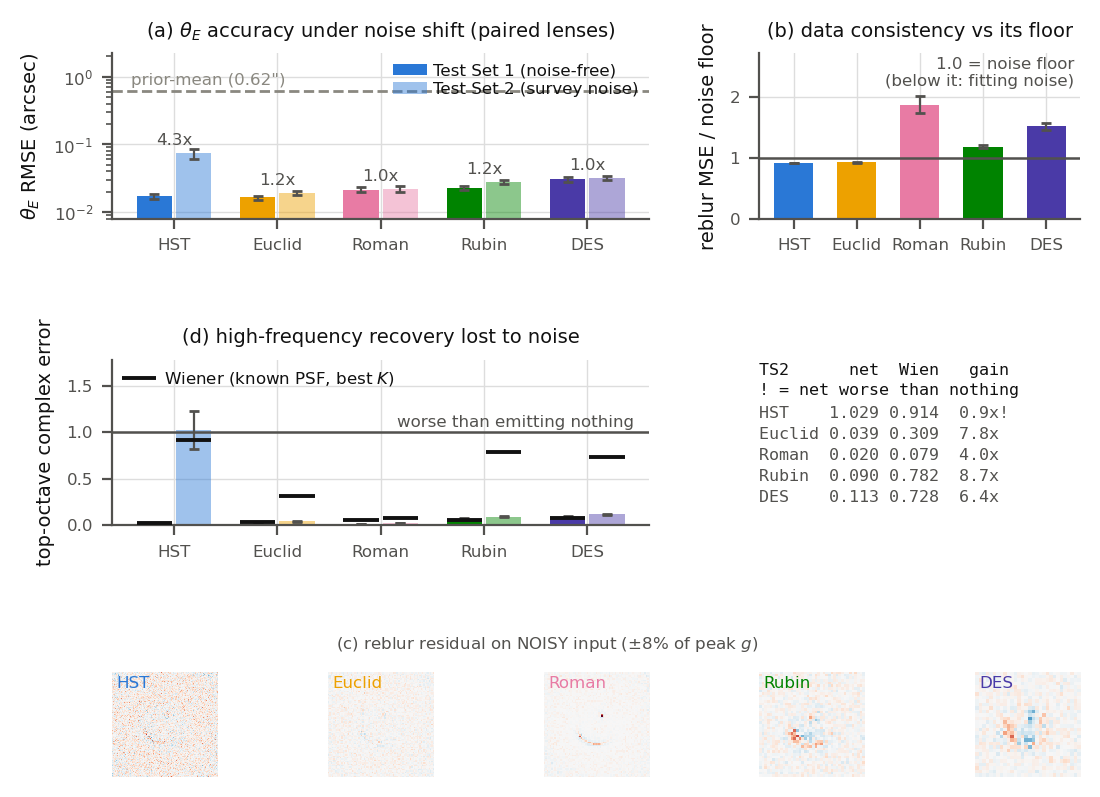 (a) θE accuracy under noise shift (paired lenses)
θE RMSE (arcsec)
10⁰
10⁻¹
10⁻²
prior-mean (0.62")
Test Set 1 (noise-free)
Test Set 2 (survey noise)
4.3x
1.2x
1.0x
1.2x
1.0x
HST
Euclid
Roman
Rubin
DES
(b) data consistency vs its floor
reblur MSE / noise floor
1.0 = noise floor
(below it: fitting noise)
2
1
0
HST
Euclid
Roman
Rubin
DES
(d) high-frequency recovery lost to noise
top-octave complex error
1.5
1.0
0.5
0.0
Wiener (known PSF, best K)
worse than emitting nothing
HST
Euclid
Roman
Rubin
DES
TS2 net Wien gain
! = net worse than nothing
HST 1.029 0.914 0.9x!
Euclid 0.039 0.309 7.8x
Roman 0.020 0.079 4.0x
Rubin 0.090 0.782 8.7x
DES 0.113 0.728 6.4x
(c) reblur residual on NOISY input (±8% of peak g)
HST
Euclid
Roman
Rubin
DES